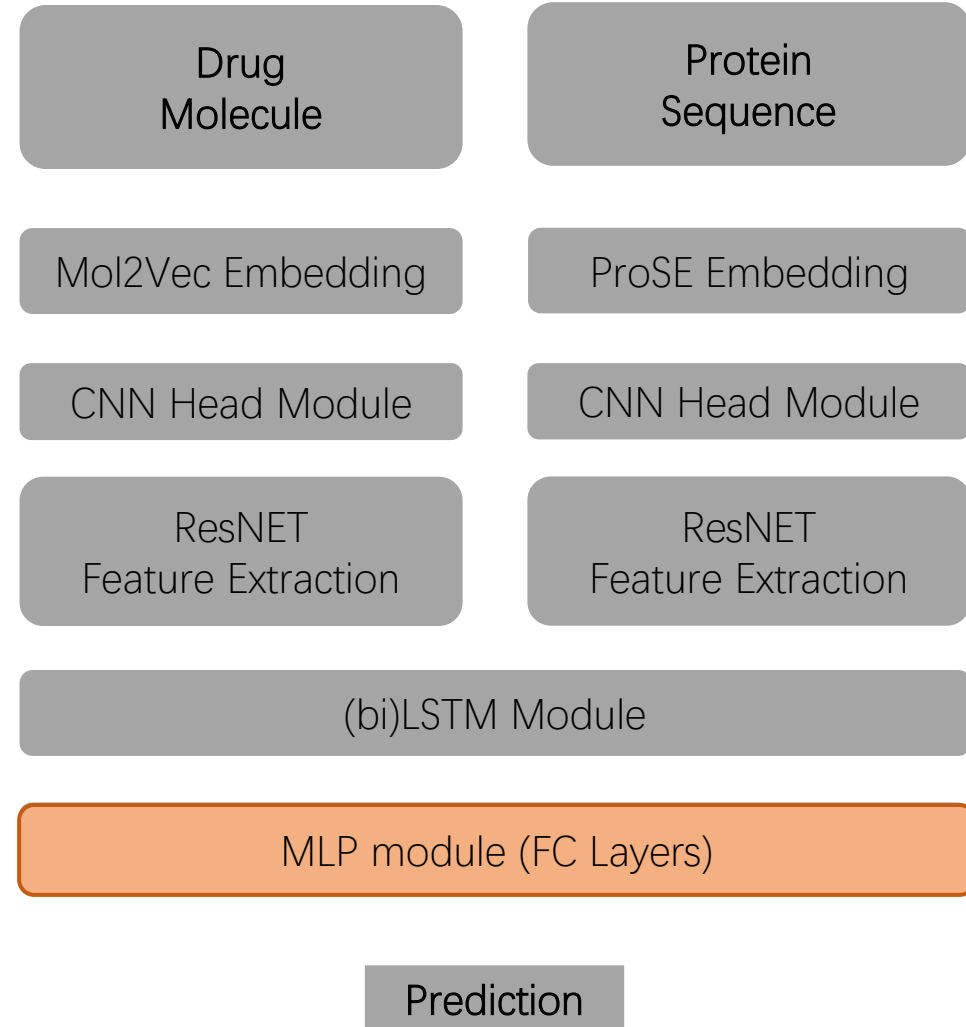 Drug
Molecule
Protein
Sequence
Mol2Vec Embedding
ProSE Embedding
CNN Head Module
CNN Head Module
ResNET
Feature Extraction
ResNET
Feature Extraction
(bi)LSTM Module
MLP module (FC Layers)
Prediction